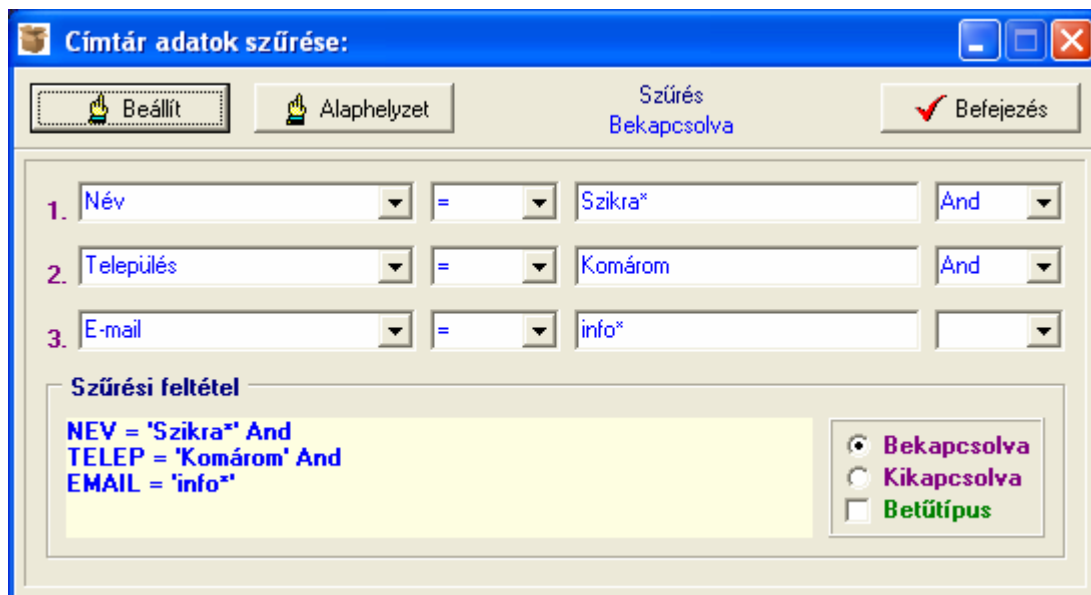 Címtár adatok szűrése:
Beállít Alaphelyzet Szűrés Bekapcsolva Befejezés
1. Név = Szikra* And
2. Település = Komárom And
3. E-mail = info*
Szűrési feltétel
NEV = 'Szikra*' And
TELEP = 'Komárom' And
EMAIL = 'info*'
Bekapcsolva
Kikapcsolva
Betűtípus